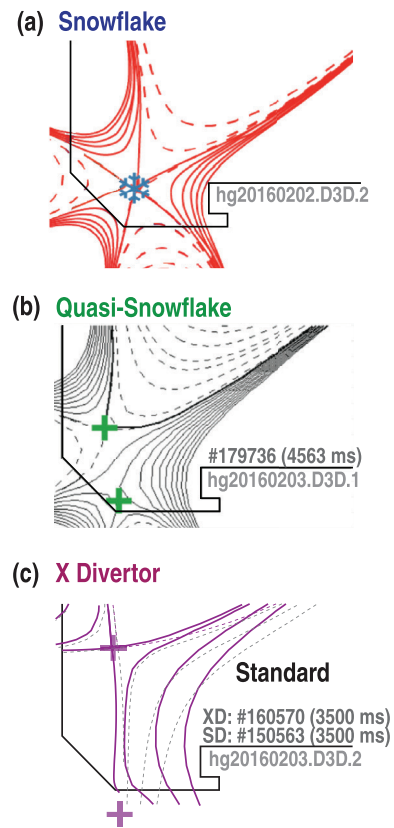 (a) Snowflake
hg20160202.D3D.2
(b) Quasi-Snowflake
#179736 (4563 ms)
hg20160203.D3D.1
(c) X Divertor
Standard
XD: #160570 (3500 ms)
SD: #150563 (3500 ms)
hg20160203.D3D.2